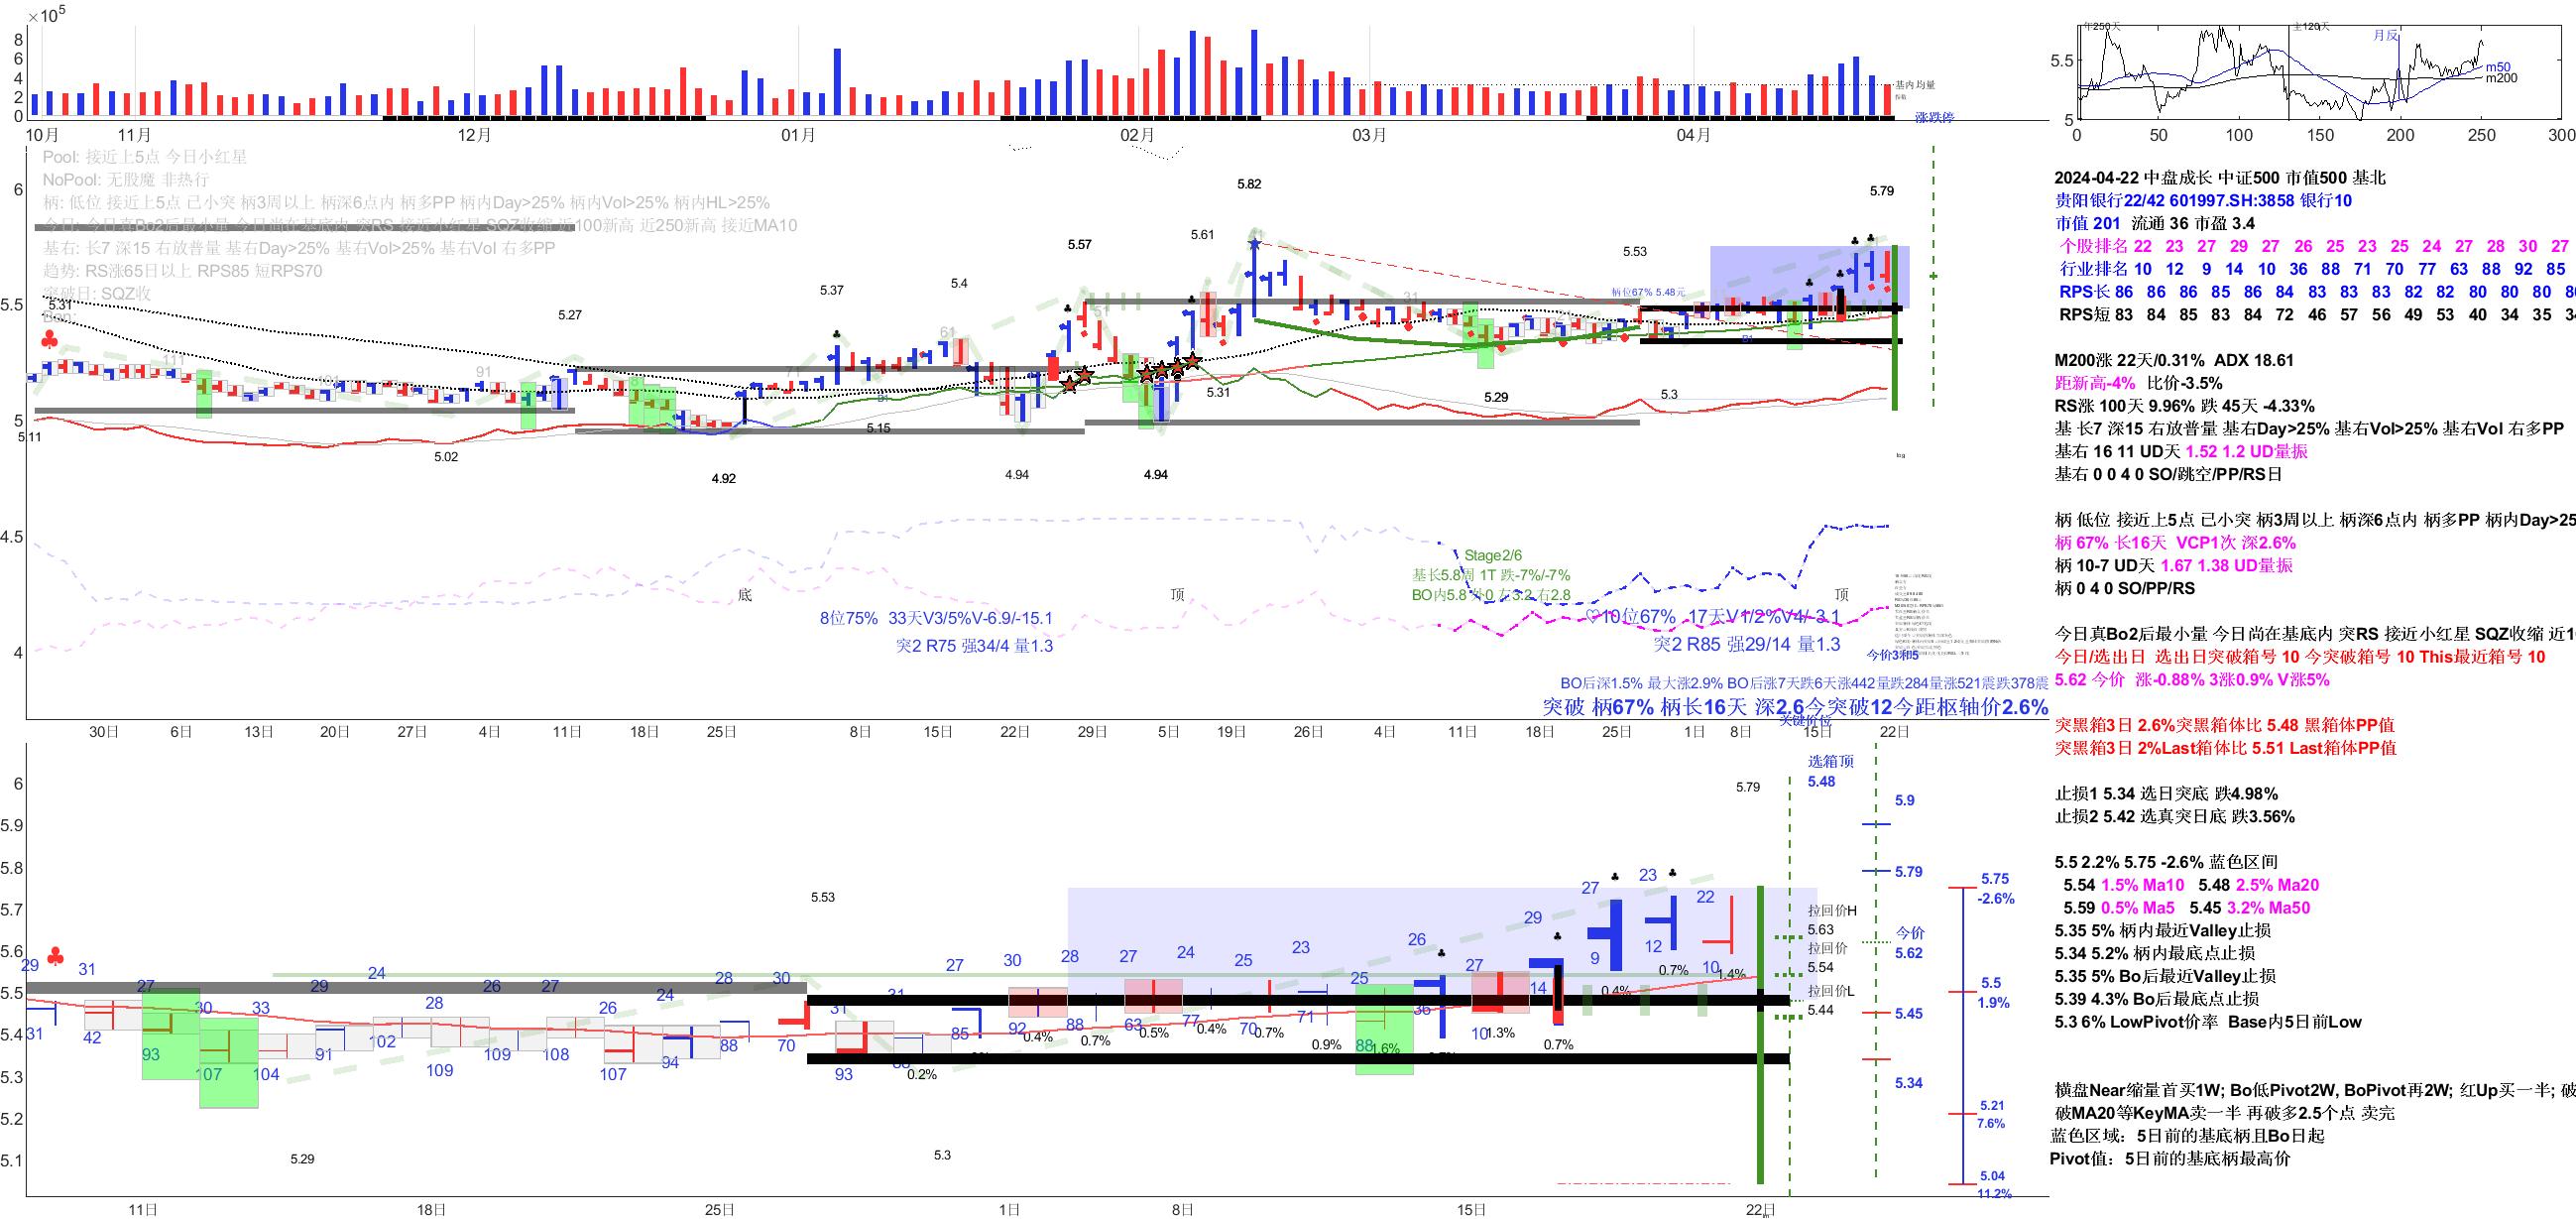 ×10⁵
8
6
4
2
0
基内均量
涨跌停
10月 11月 12月 01月 02月 03月 04月
年250天 主120天
月反
5.5
5
m50
m200
0 50 100 150 200 250 300
Pool: 接近上5点 今日小红星
NoPool: 无股魔 非热行
柄: 低位 接近上5点 己小突 柄3周以上 柄深6点内 柄多PP 柄内Day>25% 柄内Vol>25% 柄内HL>25%
今日: 今日真Bo2后最小量 今日尚在基底内 突RS 接近小红星 SQZ收缩 近100新高 近250新高 接近MA10
基右: 长7 深15 右放普量 基右Day>25% 基右Vol>25% 基右Vol 右多PP
趋势: RS涨65日以上 RPS85 短RPS70
突破日: SQZ收
6
5.5
5
4.5
4
5.31
5.11
5.02
5.27
4.92
5.37
5.15
5.4
4.94
5.57
4.94
5.61
5.31
5.82
5.29
5.53
5.3
5.79
111
101
91
61
51
31
柄位67% 5.48元
底
顶
顶
8位75% 33天V3/5%V-6.9/-15.1
突2 R75 强34/4 量1.3
Stage2/6
基长5.8周 1T 跌-7%/-7%
BO内5.8 外0 左3.2 右2.8
♡10位67% 17天V1/2%V4/-3.1
突2 R85 强29/14 量1.3
今价3和5
BO后深1.5% 最大涨2.9% BO后涨7天跌6天涨442量跌284量涨521震跌378震
突破 柄67% 柄长16天 深2.6今突破12今距枢轴价2.6%
关键价位
30日 6日 13日 20日 27日 4日 11日 18日 25日 8日 15日 22日 29日 5日 19日 26日 4日 11日 18日 25日 1日 8日 15日 22日
6
5.9
5.8
5.7
5.6
5.5
5.4
5.3
5.2
5.1
29 31 27 30 33 29 24 28 26 27 26 24 28 30 31 31 27 30 28 27 24 25 23 25 26 27 29 27 23 22
31 42 93 107 104 91 102 109 109 108 107 94 88 70 93 85 92 88 63 77 70 71 88 36 10 14 9 12 10
0.2% 0.4% 0.7% 0.5% 0.4% 0.7% 0.9% 1.6% 1.3% 0.7% 0.4% 0.7% 1.4%
5.29
5.53
5.3
5.79
选箱顶
5.48
拉回价H
5.63
拉回价
5.54
拉回价L
5.44
5.9
5.79
今价
5.62
5.5
1.9%
5.45
5.34
5.75
-2.6%
5.21
7.6%
5.04
11.2%
11日 18日 25日 1日 8日 15日 22日
2024-04-22 中盘成长 中证500 市值500 基北
贵阳银行22/42 601997.SH:3858 银行10
市值 201 流通 36 市盈 3.4
个股排名 22 23 27 29 27 26 25 23 25 24 27 28 30 27
行业排名 10 12 9 14 10 36 88 71 70 77 63 88 92 85
RPS长 86 86 86 85 86 84 83 83 83 82 82 80 80 80
RPS短 83 84 85 83 84 72 46 57 56 49 53 40 34 35
M200涨 22天/0.31% ADX 18.61
距新高-4% 比价-3.5%
RS涨 100天 9.96% 跌 45天 -4.33%
基 长7 深15 右放普量 基右Day>25% 基右Vol>25% 基右Vol 右多PP
基右 16 11 UD天 1.52 1.2 UD量振
基右 0 0 4 0 SO/跳空/PP/RS日
柄 低位 接近上5点 己小突 柄3周以上 柄深6点内 柄多PP 柄内Day>25
柄 67% 长16天 VCP1次 深2.6%
柄 10-7 UD天 1.67 1.38 UD量振
柄 0 4 0 SO/PP/RS
今日真Bo2后最小量 今日尚在基底内 突RS 接近小红星 SQZ收缩 近1
今日/选出日 选出日突破箱号 10 今突破箱号 10 This最近箱号 10
5.62 今价 涨-0.88% 3涨0.9% V涨5%
突黑箱3日 2.6%突黑箱体比 5.48 黑箱体PP值
突黑箱3日 2%Last箱体比 5.51 Last箱体PP值
止损1 5.34 选日突底 跌4.98%
止损2 5.42 选真突日底 跌3.56%
5.5 2.2% 5.75 -2.6% 蓝色区间
5.54 1.5% Ma10 5.48 2.5% Ma20
5.59 0.5% Ma5 5.45 3.2% Ma50
5.35 5% 柄内最近Valley止损
5.34 5.2% 柄内最底点止损
5.35 5% Bo后最近Valley止损
5.39 4.3% Bo后最底点止损
5.3 6% LowPivot价率 Base内5日前Low
横盘Near缩量首买1W; Bo低Pivot2W, BoPivot再2W; 红Up买一半; 破
破MA20等KeyMA卖一半 再破多2.5个点 卖完
蓝色区域: 5日前的基底柄且Bo日起
Pivot值: 5日前的基底柄最高价